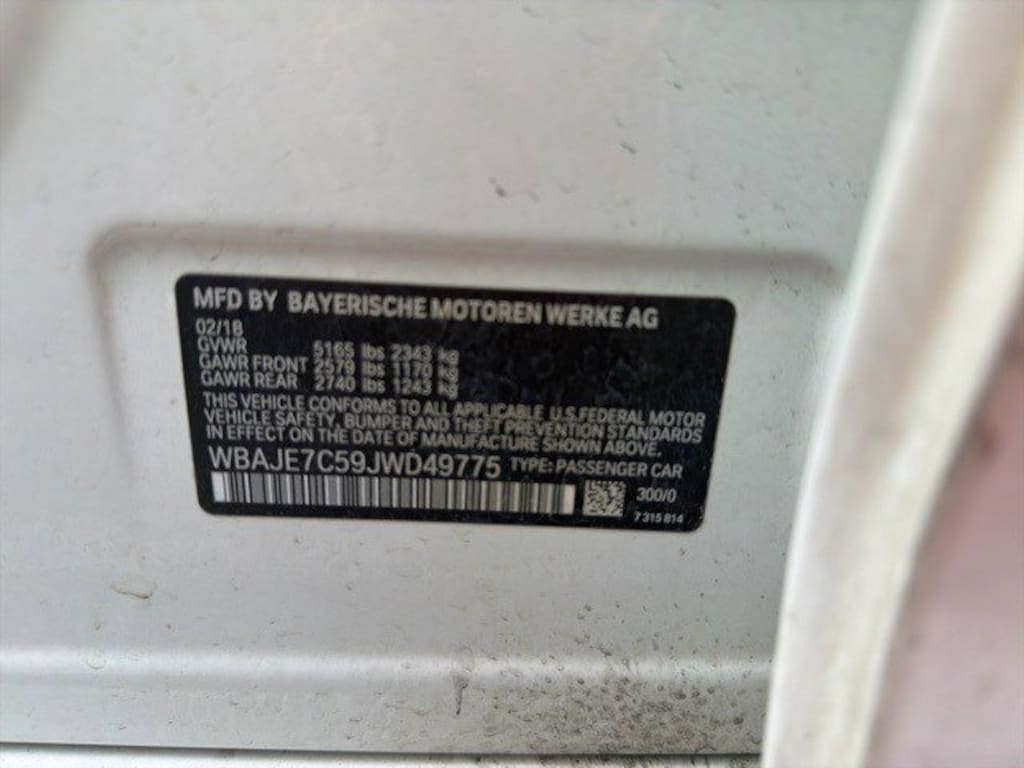 MFD BY BAYERISCHE MOTOREN WERKE AG
02/18
GVWR 5165 lbs 2343 kg
GAWR FRONT 2579 lbs 1170 kg
GAWR REAR 2740 lbs 1243 kg
THIS VEHICLE CONFORMS TO ALL APPLICABLE U.S.FEDERAL MOTOR
VEHICLE SAFETY, BUMPER AND THEFT PREVENTION STANDARDS
IN EFFECT ON THE DATE OF MANUFACTURE SHOWN ABOVE.
WBAJE7C59JWD49775 TYPE: PASSENGER CAR
300/0
7 315 814